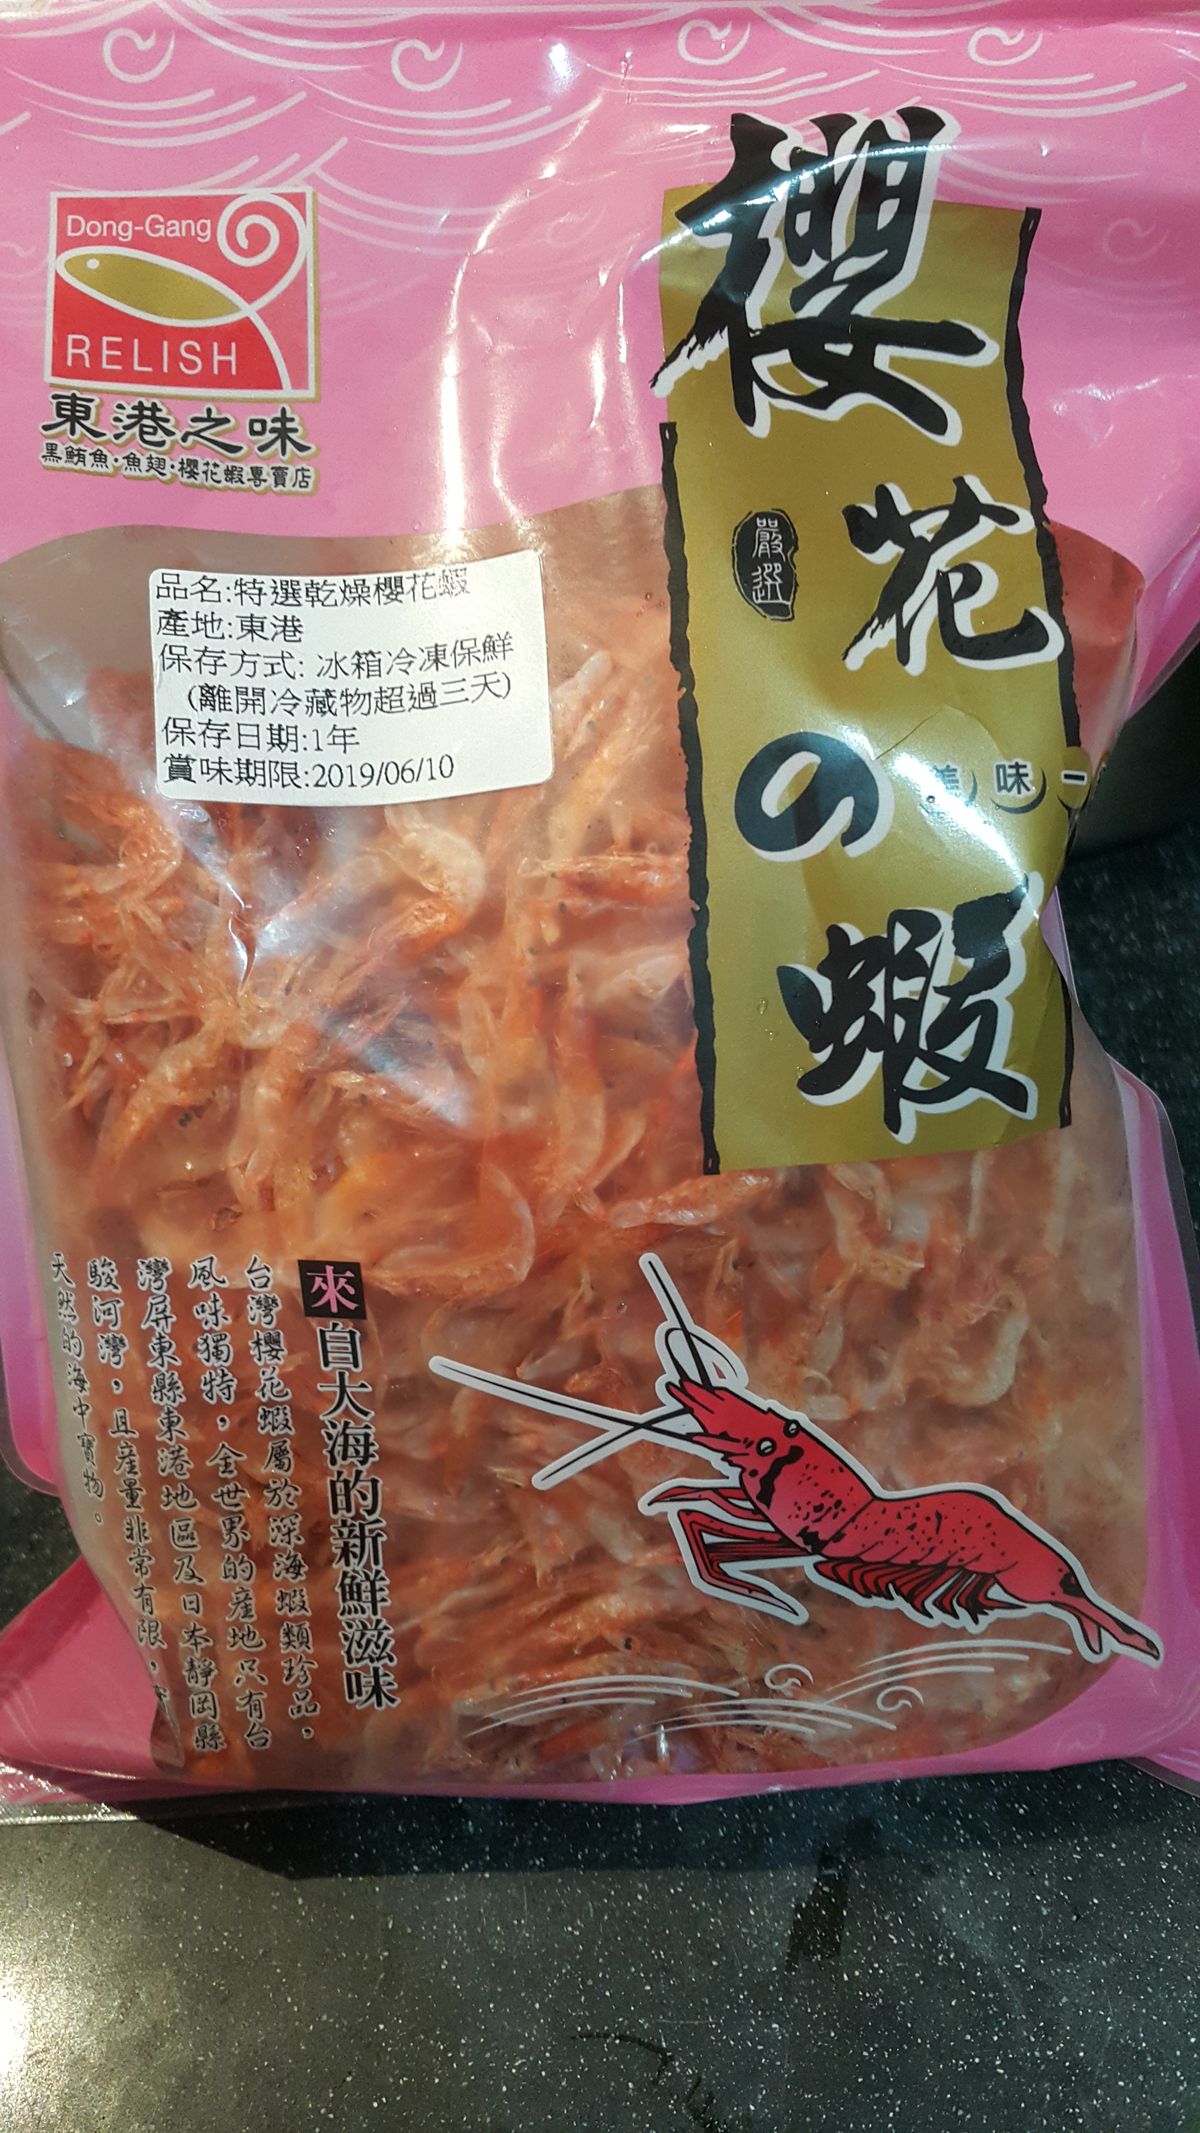 Dong-Gang
RELISH
東港之味
黑鮪魚·魚翅·櫻花蝦專賣店
櫻花の蝦
嚴選
味一
品名:特選乾燥櫻花蝦
產地:東港
保存方式: 冰箱冷凍保鮮
(離開冷藏物超過三天)
保存日期:1年
賞味期限:2019/06/10
來自大海的新鮮滋味
台灣櫻花蝦屬於深海蝦類珍品，
風味獨特，全世界的產地只有台
灣屏東縣東港地區及日本靜岡縣
駿河灣，且產量非常有限，
天然的海中寶物。